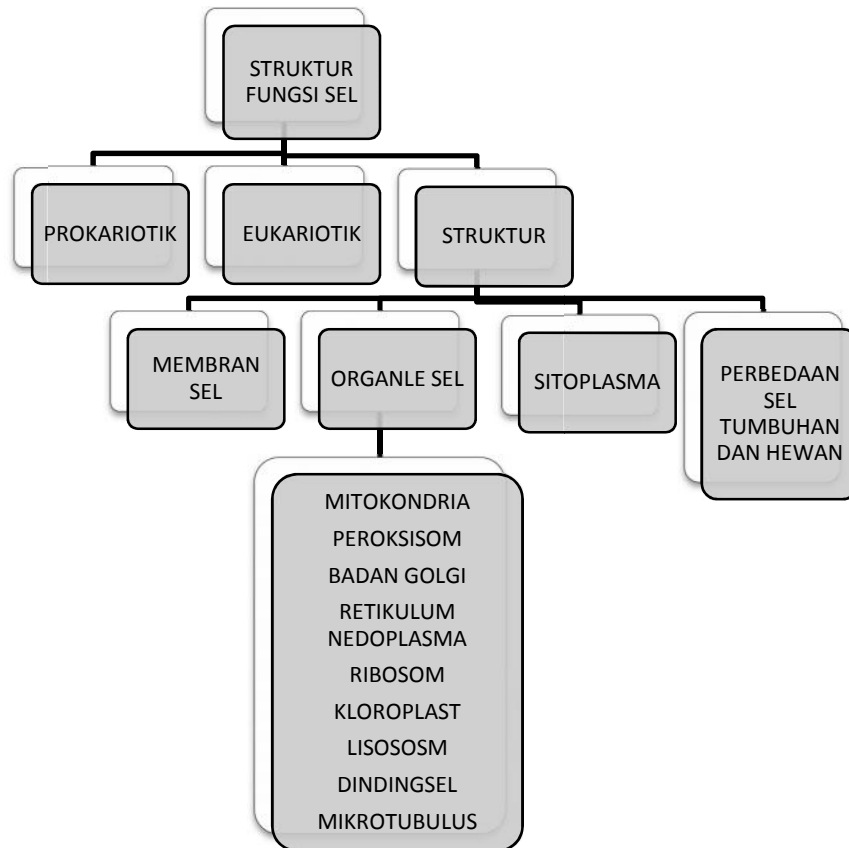 STRUKTUR
FUNGSI SEL
PROKARIOTIK
EUKARIOTIK
STRUKTUR
MEMBRAN
SEL
ORGANLE SEL
SITOPLASMA
PERBEDAAN
SEL
TUMBUHAN
DAN HEWAN
MITOKONDRIA
PEROKSISOM
BADAN GOLGI
RETIKULUM
NEDOPLASMA
RIBOSOM
KLOROPLAST
LISOSOSM
DINDINGSEL
MIKROTUBULUS